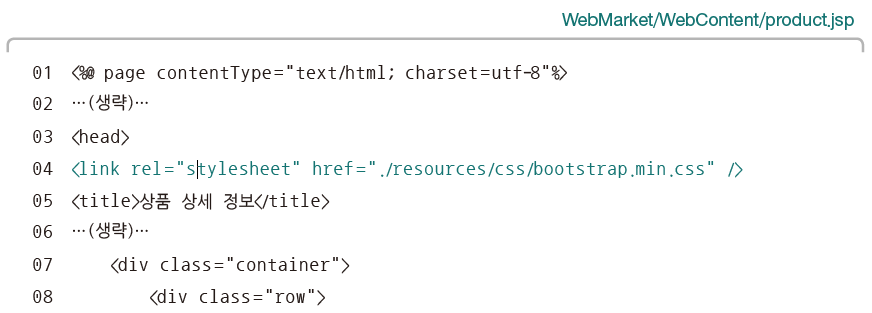 WebMarket/WebContent/product.jsp
01 <%@ page contentType="text/html; charset=utf-8"%>
02 …(생략)…
03 <head>
04 <link rel="stylesheet" href="./resources/css/bootstrap.min.css" />
05 <title>상품 상세 정보</title>
06 …(생략)…
07 <div class="container">
08 <div class="row">